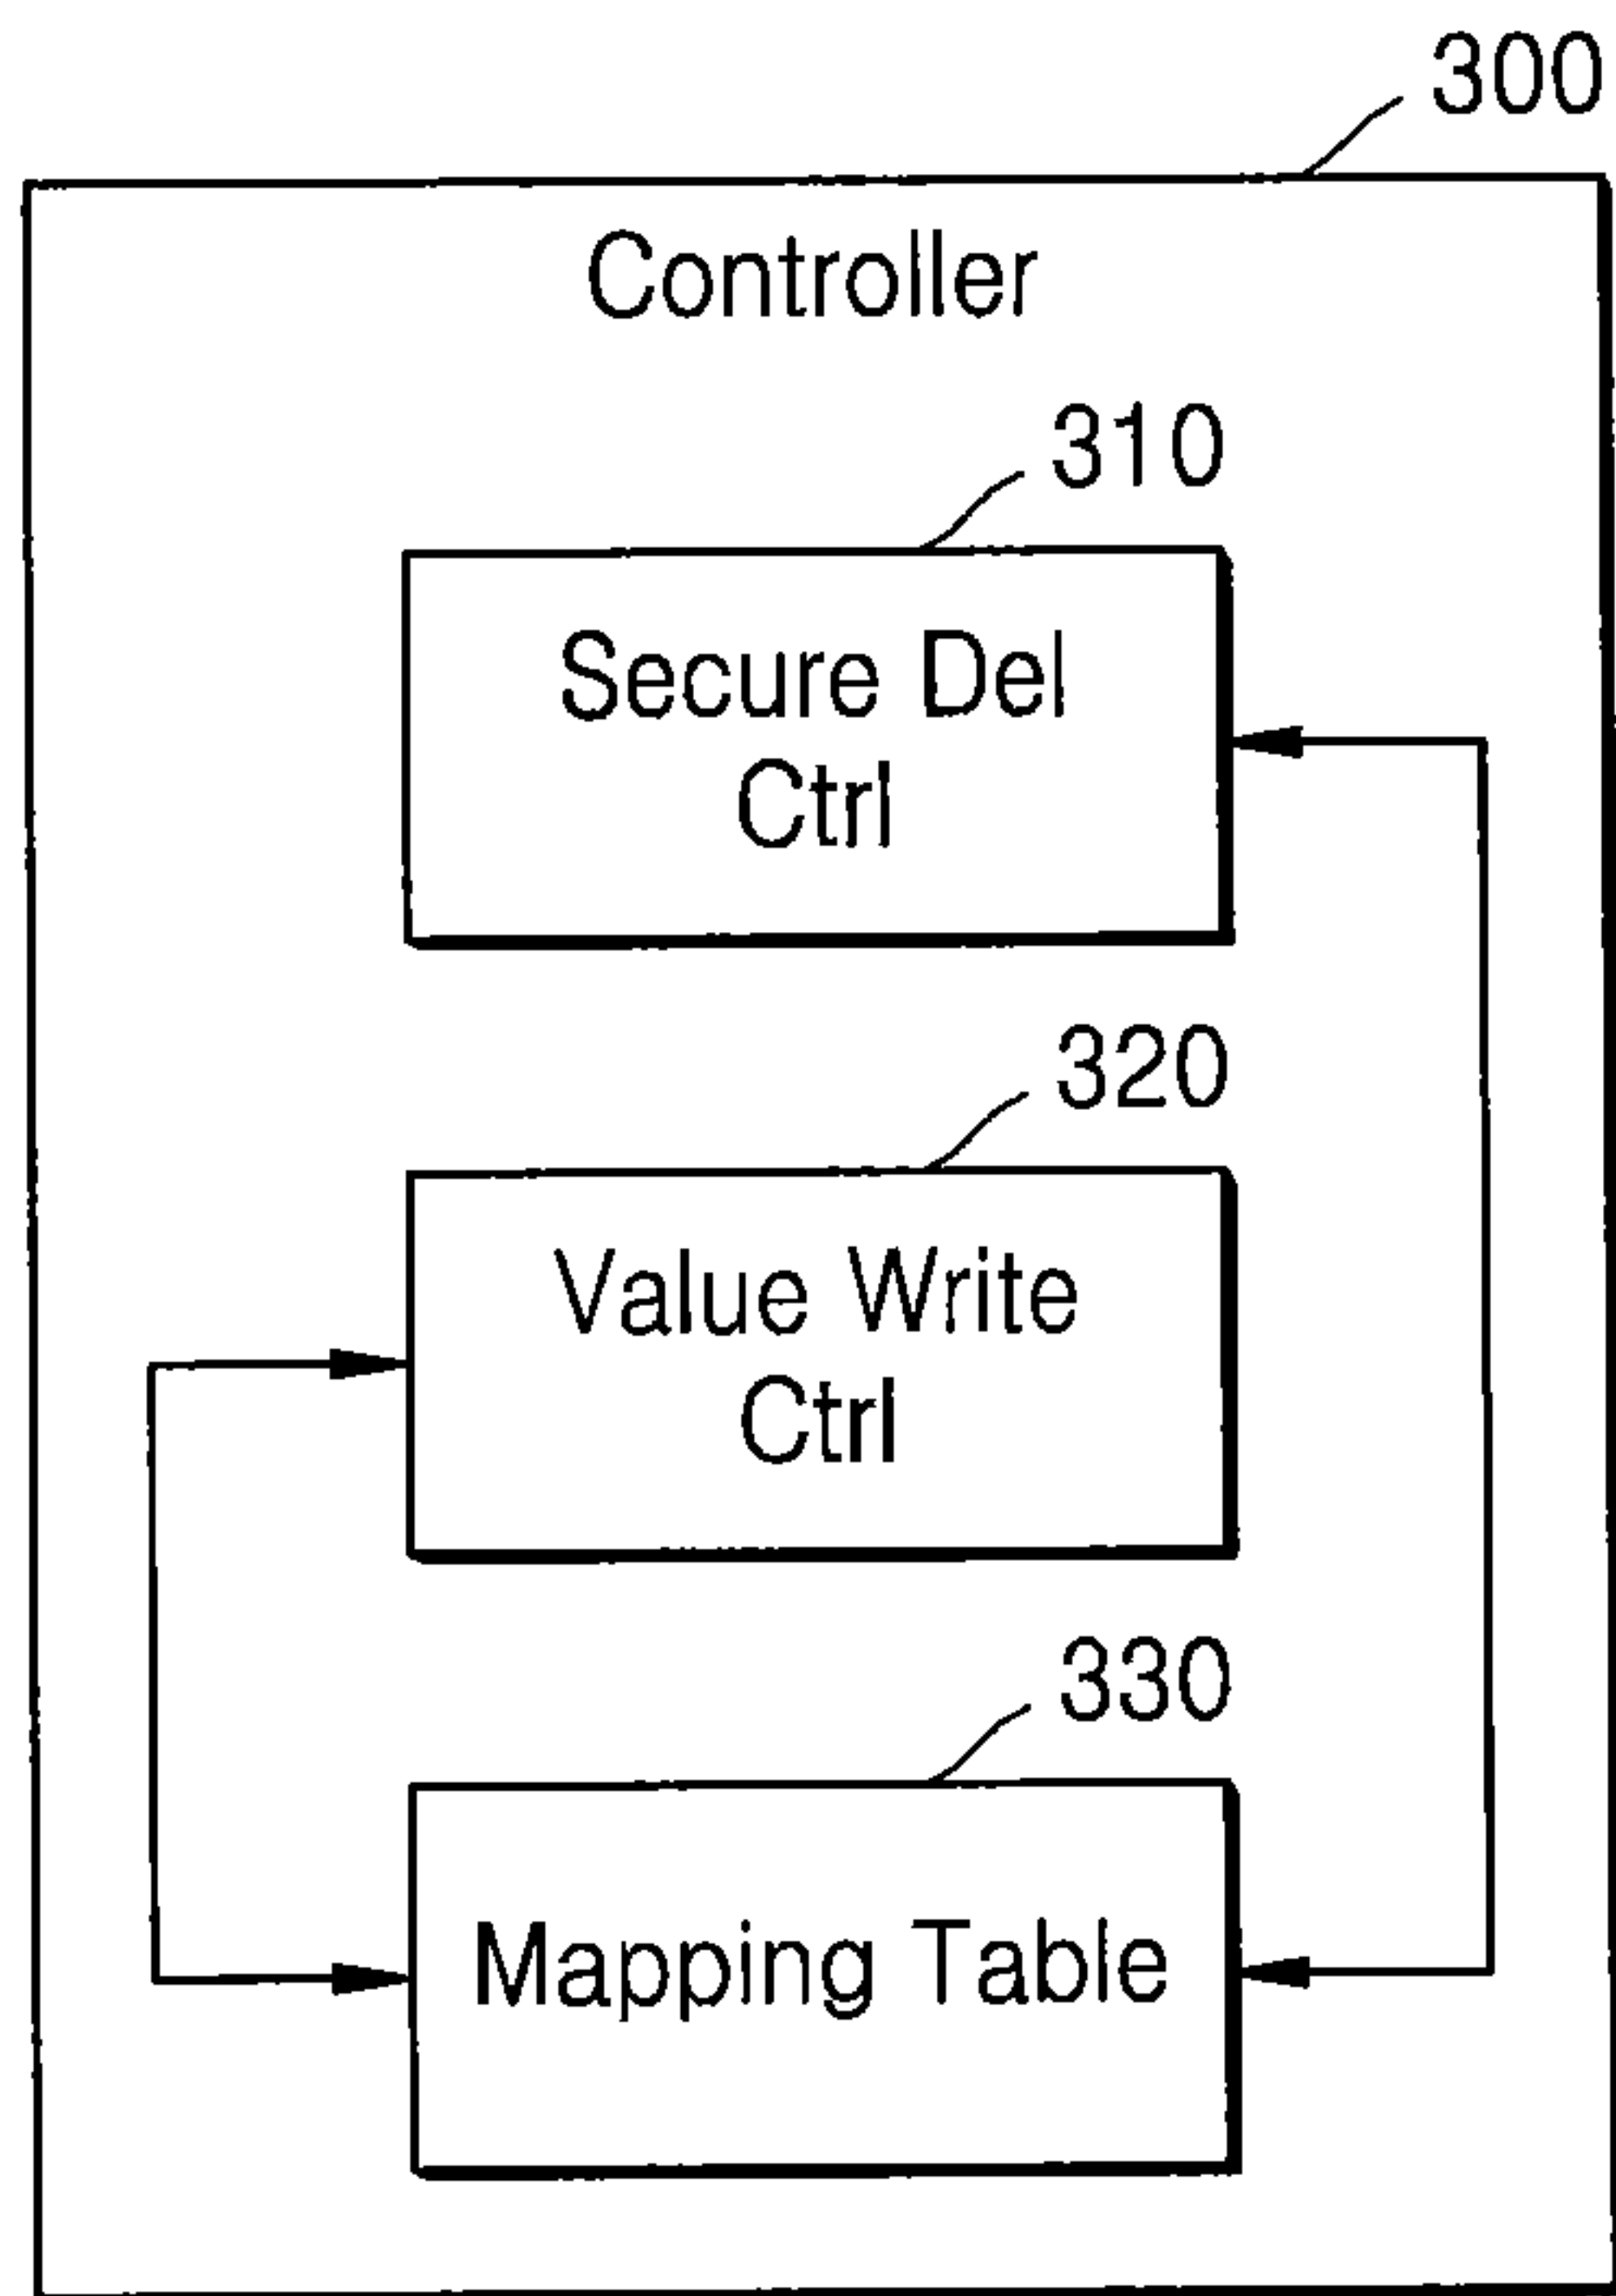 300
Controller
310
Secure Del
Ctrl
320
Value Write
Ctrl
330
Mapping Table